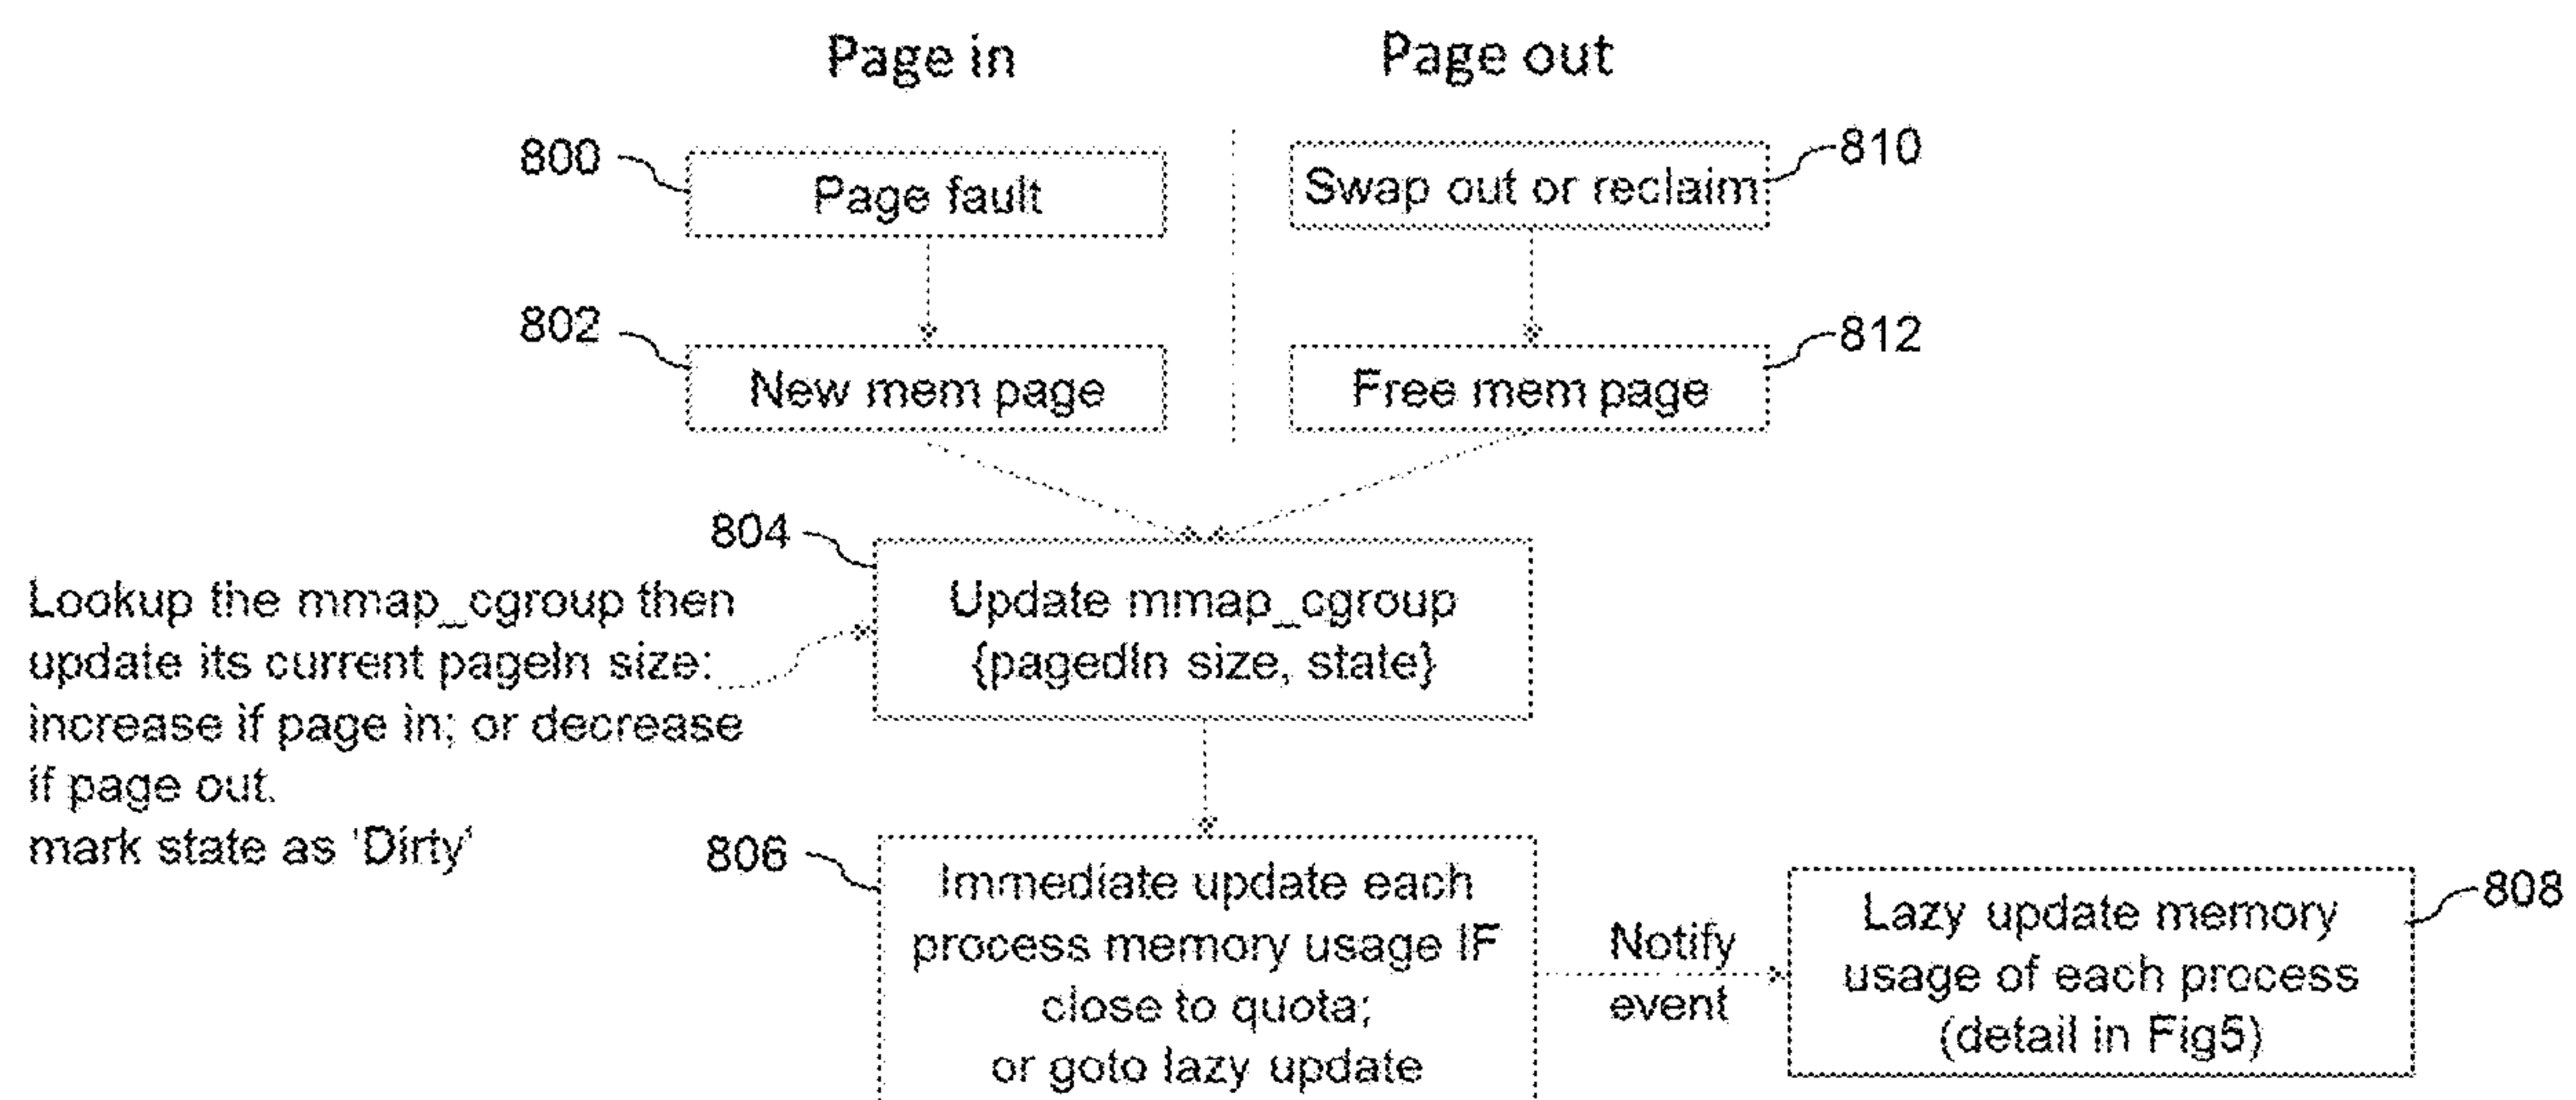 Page in
Page out
800
Page fault
Swap out or reclaim
810
802
New mem page
Free mem page
812
804
Update mmap_cgroup
{pagedIn size, state}
Lookup the mmap_cgroup then
update its current pageIn size:
increase if page in; or decrease
if page out.
mark state as 'Dirty'
806
Immediate update each
process memory usage IF
close to quota;
or goto lazy update
Notify
event
Lazy update memory
usage of each process
(detail in Fig5)
808